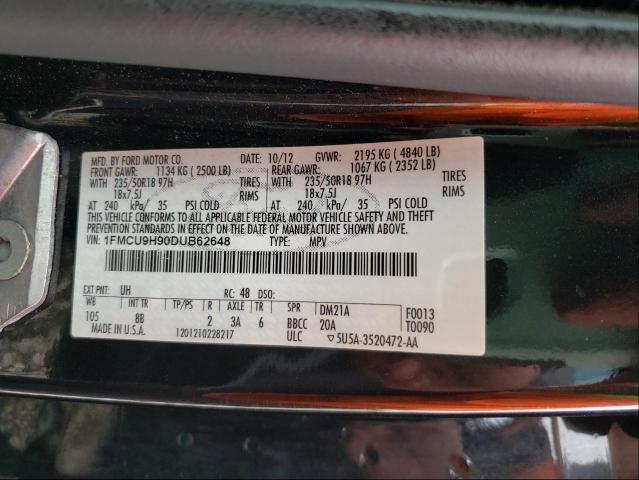 MFD. BY FORD MOTOR CO. 10/12 GVWR: 2195 KG ( 4840 LB)
FRONT GAWR: 1134 KG ( 2500 LB) REAR GAWR: 1067 KG ( 2352 LB)
WITH 235/50R18 97H TIRES WITH 235/50R18 97H TIRES
18x7.5J RIMS 18x7.5J RIMS
AT 240 kPa/ 35 PSI COLD AT 240 kPa/ 35 PSI COLD
THIS VEHICLE CONFORMS TO ALL APPLICABLE FEDERAL MOTOR VEHICLE SAFETY AND THEFT
PREVENTION STANDARDS IN EFFECT ON THE DATE OF MANUFACTURE SHOWN ABOVE.
VIN: 1FMCU9H90DUB62648 TYPE: MPV
EXT PNT: UH RC: 48 DSO:
WB INT TR TP/PS R AXLE TR SPR DM21A F0013
105 BB 2 3A 6 BBCC 20A T0090
MADE IN U.S.A. 1201210228217 ULC ▽5U5A-3520472-AA